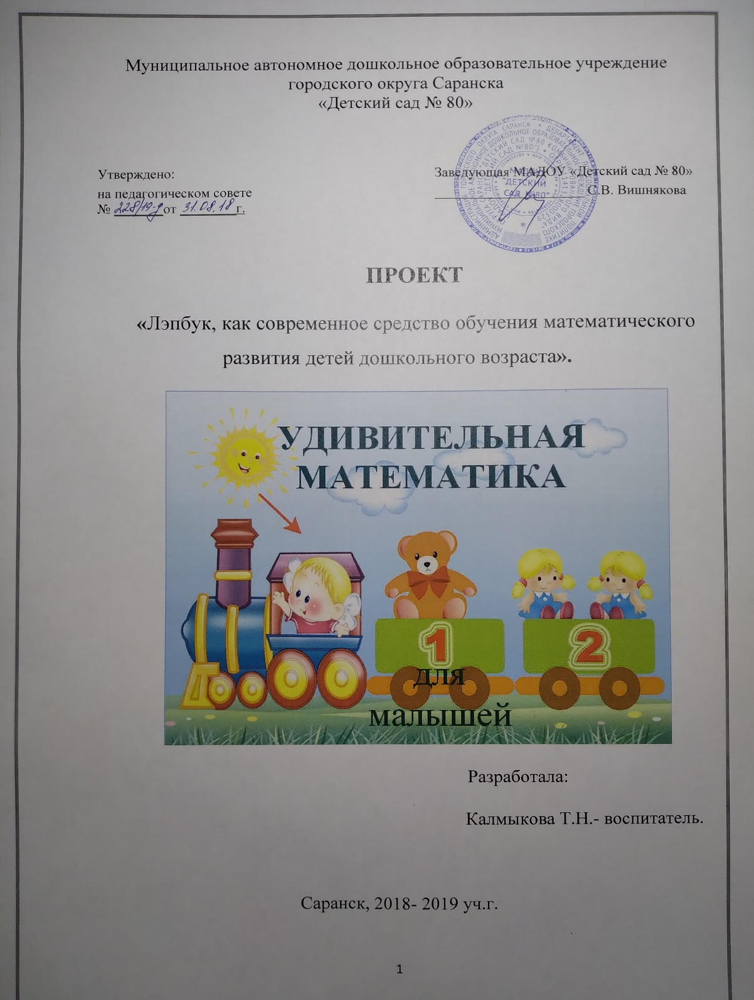 Муниципальное автономное дошкольное образовательное учреждение
городского округа Саранска
«Детский сад № 80»
Утверждено:
на педагогическом совете
№ 228/19-д от 31.08.18 г.
Заведующая МАДОУ «Детский сад № 80»
С.В. Вишнякова
МАДОУ
"ДЕТСКИЙ
САД №80"
ПРОЕКТ
«Лэпбук, как современное средство обучения математического
развития детей дошкольного возраста».
УДИВИТЕЛЬНАЯ
МАТЕМАТИКА
1
2
для
малышей
Разработала:
Калмыкова Т.Н.- воспитатель.
Саранск, 2018- 2019 уч.г.
1